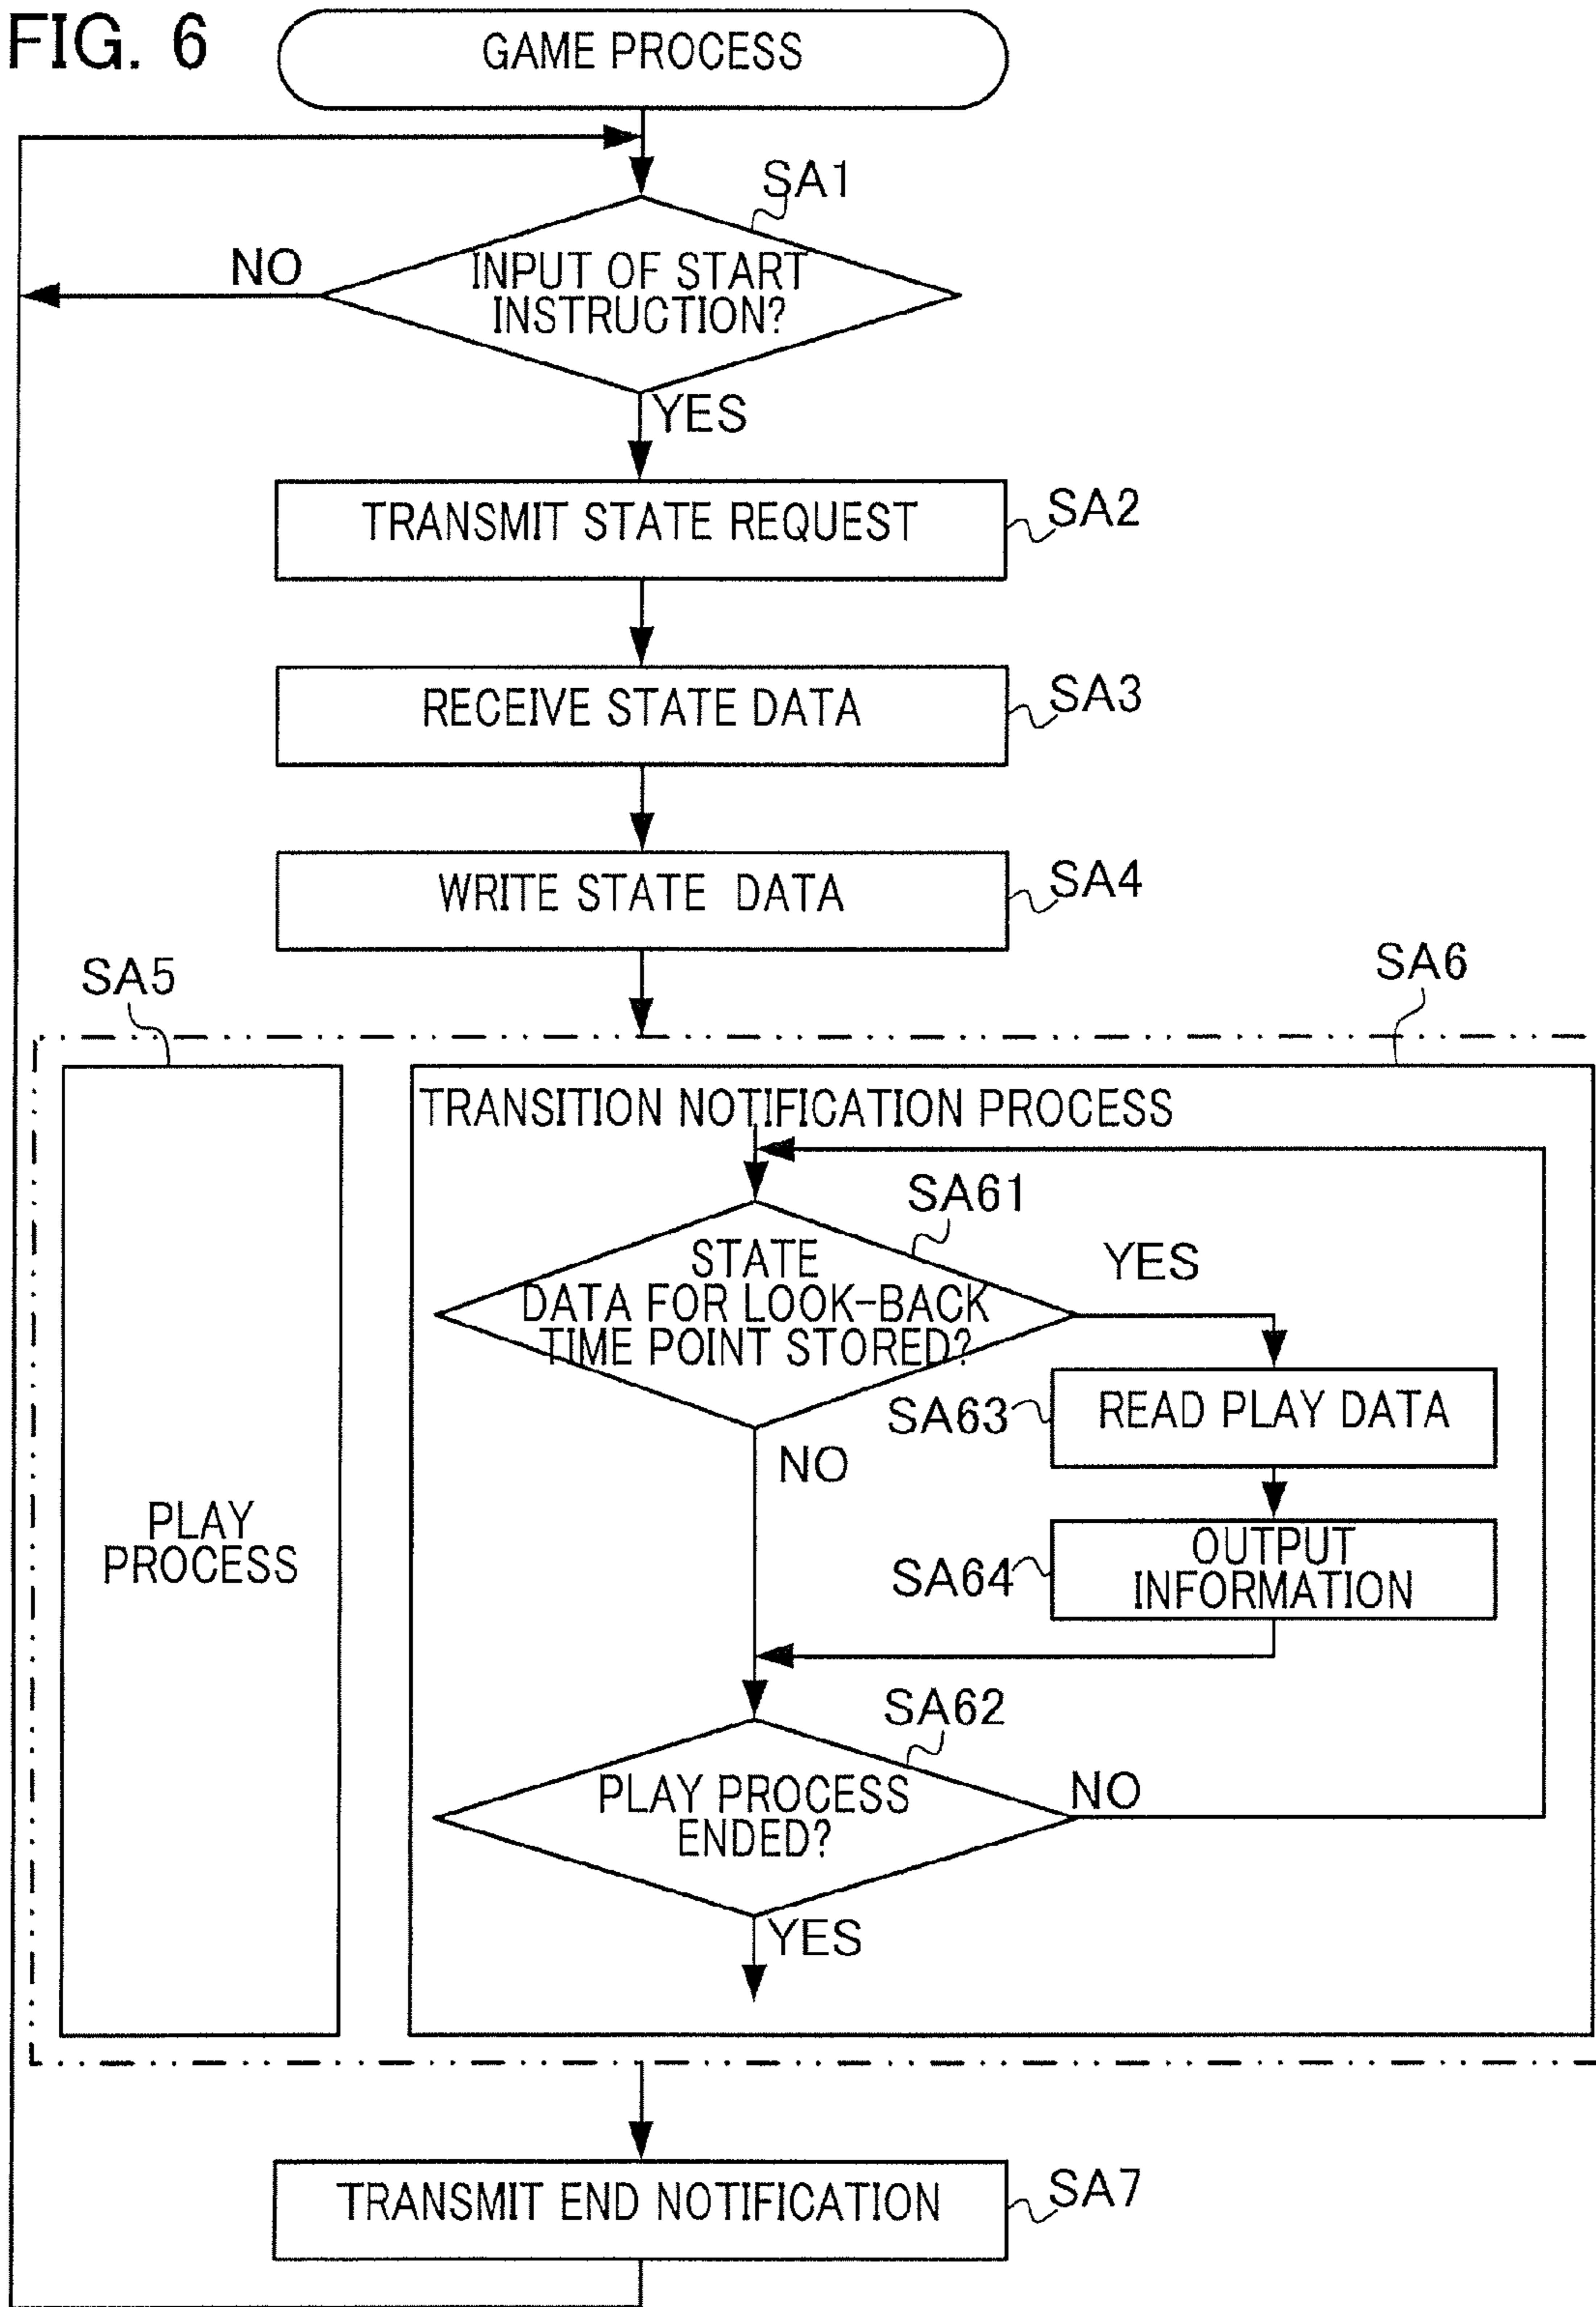 FIG. 6
GAME PROCESS
SA1
INPUT OF START
INSTRUCTION?
NO
YES
TRANSMIT STATE REQUEST
SA2
RECEIVE STATE DATA
SA3
WRITE STATE DATA
SA4
SA5
SA6
PLAY
PROCESS
TRANSITION NOTIFICATION PROCESS
SA61
STATE
DATA FOR LOOK-BACK
TIME POINT STORED?
YES
NO
SA63
READ PLAY DATA
SA64
OUTPUT
INFORMATION
SA62
PLAY PROCESS
ENDED?
NO
YES
TRANSMIT END NOTIFICATION
SA7